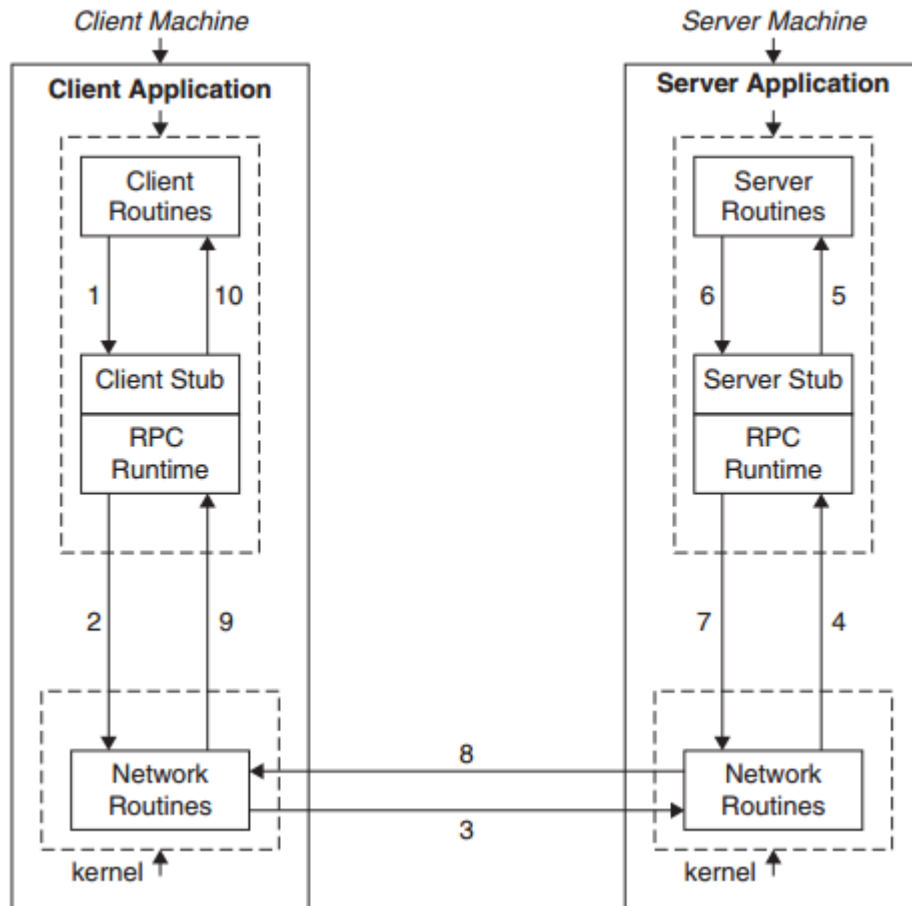 Client Machine
Server Machine
Client Application
Server Application
Client
Routines
Server
Routines
1
10
6
5
Client Stub
Server Stub
RPC
Runtime
RPC
Runtime
2
9
7
4
8
Network
Routines
Network
Routines
3
kernel
kernel